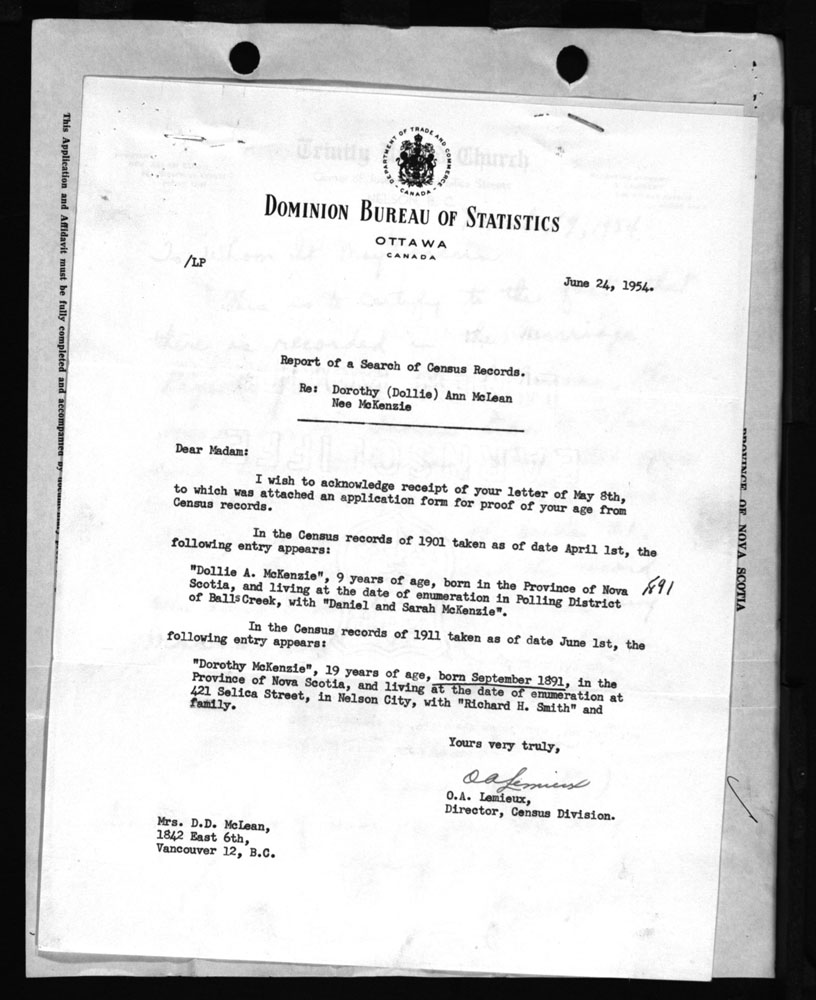 This Application and Affidavit must be fully completed and accompanied by
DEPARTMENT OF TRADE AND COMMERCE
CANADA
Trinity Church
DOMINION BUREAU OF STATISTICS
OTTAWA
CANADA
/LP
June 24, 1954.
Report of a Search of Census Records.
Re: Dorothy (Dollie) Ann McLean
Nee McKenzie
Dear Madam:
I wish to acknowledge receipt of your letter of May 8th,
to which was attached an application form for proof of your age from
Census records.
In the Census records of 1901 taken as of date April 1st, the
following entry appears:
"Dollie A. McKenzie", 9 years of age, born in the Province of Nova
Scotia, and living at the date of enumeration in Polling District
of Balls Creek, with "Daniel and Sarah McKenzie".
1891
In the Census records of 1911 taken as of date June 1st, the
following entry appears:
"Dorothy McKenzie", 19 years of age, born September 1891, in the
Province of Nova Scotia, and living at the date of enumeration at
421 Selica Street, in Nelson City, with "Richard H. Smith" and
family.
Yours very truly,
O A Lemieux
O.A. Lemieux,
Director, Census Division.
Mrs. D.D. McLean,
1842 East 6th,
Vancouver 12, B.C.
PROVINCE OF NOVA SCOTIA